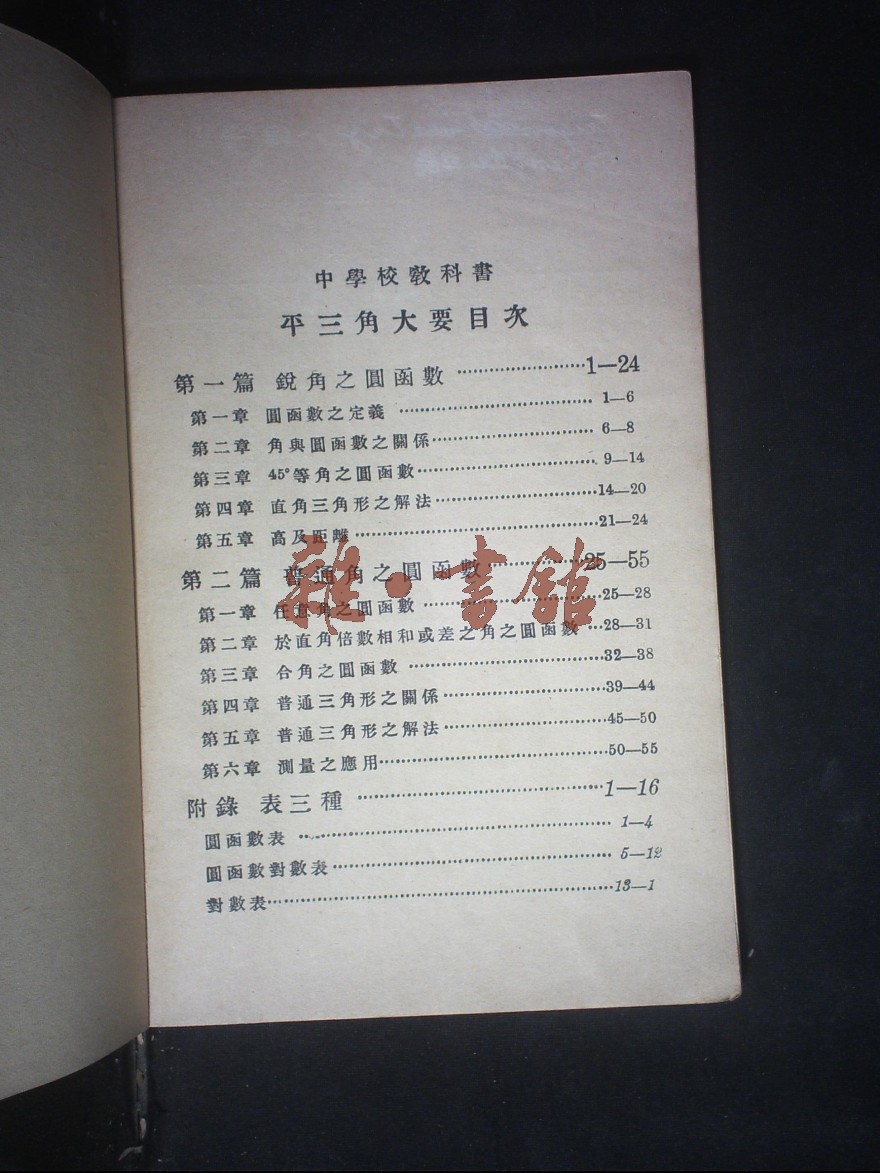 中學校敎科書
平三角大要目次
第一篇 銳角之圓函數 ……………………1—24
第一章 圓函數之定義 ……………………1—6
第二章 角與圓函數之關係……………………6—8
第三章 45°等角之圓函數……………………9—14
第四章 直角三角形之解法……………………14—20
第五章 高及距離……………………21—24
第二篇 普通角之圓函數……………………25—55
第一章 任意角之圓函數……………………25—28
第二章 於直角倍數相和或差之角之圓函數…28—31
第三章 合角之圓函數……………………32—38
第四章 普通三角形之關係……………………39—44
第五章 普通三角形之解法……………………45—50
第六章 測量之應用……………………50—55
附錄 表三種……………………1—16
圓函數表……………………1—4
圓函數對數表……………………5—12
對數表……………………13—1
雜·書館